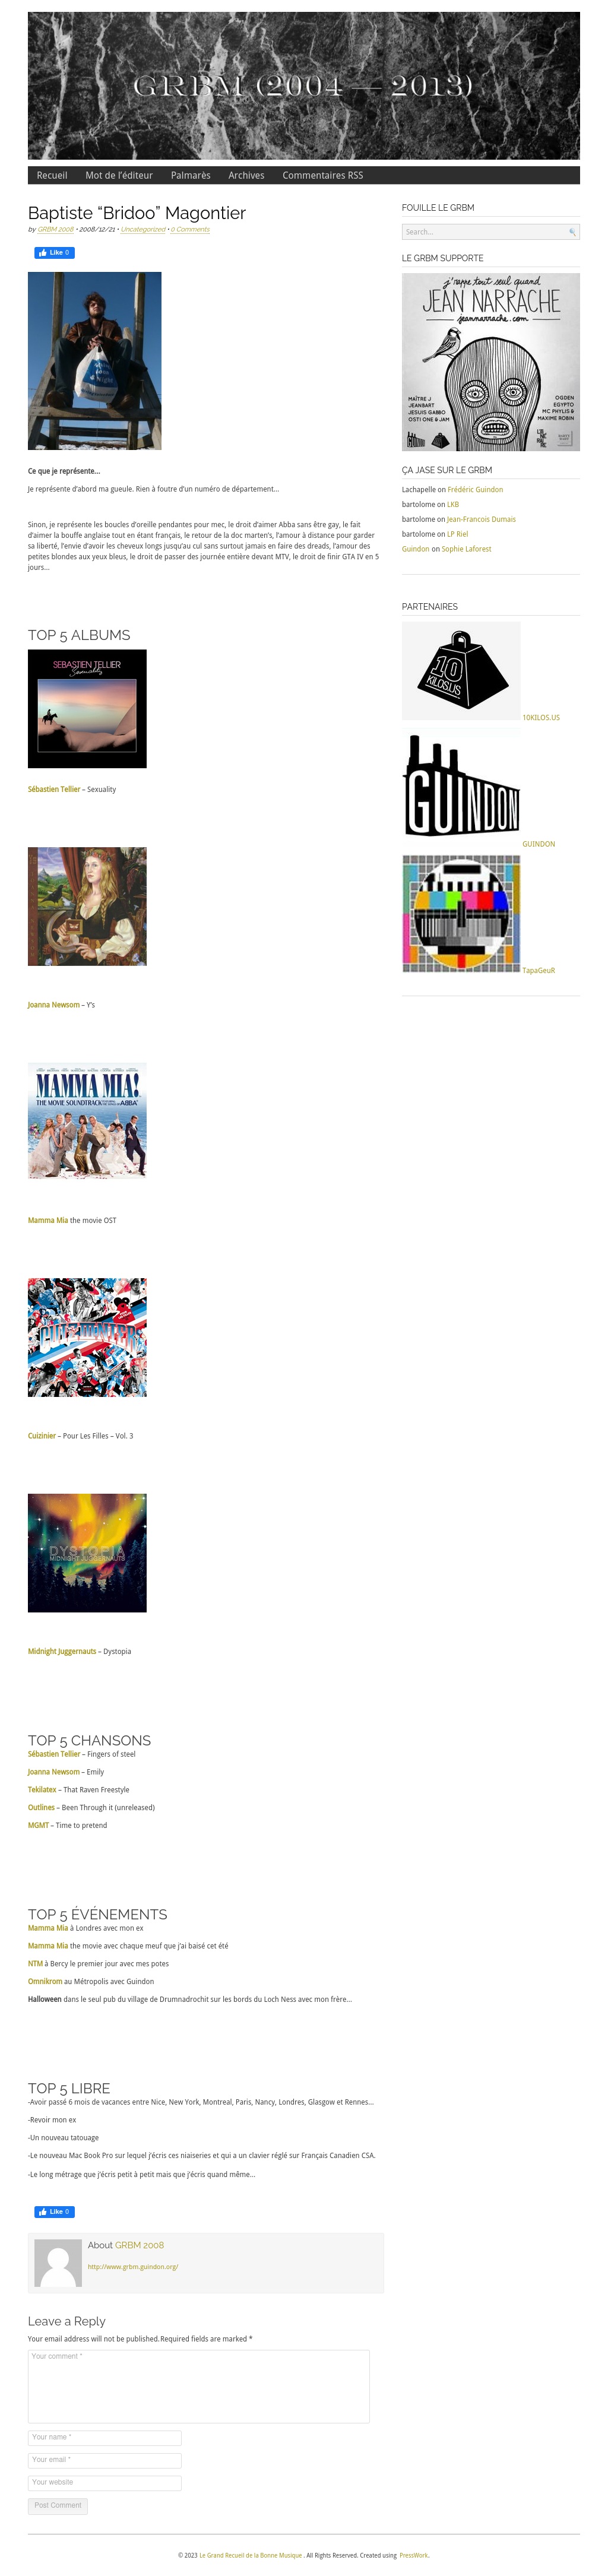 GRBM (2004 — 2013)
Recueil Mot de l'éditeur Palmarès Archives Commentaires RSS
Baptiste “Bridoo” Magontier
by GRBM 2008 • 2008/12/21 • Uncategorized • 0 Comments
Like 0
Ce que je représente…
Je représente d’abord ma gueule. Rien à foutre d’un numéro de département…
Sinon, je représente les boucles d’oreille pendantes pour mec, le droit d’aimer Abba sans être gay, le fait
d’aimer la bouffe anglaise tout en étant français, le retour de la doc marten’s, l’amour à distance pour garder
sa liberté, l’envie d’avoir les cheveux longs jusqu’au cul sans surtout jamais en faire des dreads, l’amour des
petites blondes aux yeux bleus, le droit de passer des journée entière devant MTV, le droit de finir GTA IV en 5
jours…
TOP 5 ALBUMS
SEBASTIEN TELLIER
Sexuality
Sébastien Tellier – Sexuality
Joanna Newsom – Y’s
MAMMA MIA!
THE MOVIE SOUNDTRACK
Mamma Mia the movie OST
CUIZINIER
Cuizinier – Pour Les Filles – Vol. 3
DYSTOPIA
MIDNIGHT JUGGERNAUTS
Midnight Juggernauts – Dystopia
TOP 5 CHANSONS
Sébastien Tellier – Fingers of steel
Joanna Newsom – Emily
Tekilatex – That Raven Freestyle
Outlines – Been Through it (unreleased)
MGMT – Time to pretend
TOP 5 ÉVÉNEMENTS
Mamma Mia à Londres avec mon ex
Mamma Mia the movie avec chaque meuf que j’ai baisé cet été
NTM à Bercy le premier jour avec mes potes
Omnikrom au Métropolis avec Guindon
Halloween dans le seul pub du village de Drumnadrochit sur les bords du Loch Ness avec mon frère…
TOP 5 LIBRE
-Avoir passé 6 mois de vacances entre Nice, New York, Montreal, Paris, Nancy, Londres, Glasgow et Rennes…
-Revoir mon ex
-Un nouveau tatouage
-Le nouveau Mac Book Pro sur lequel j’écris ces niaiseries et qui a un clavier réglé sur Français Canadien CSA.
-Le long métrage que j’écris petit à petit mais que j’écris quand même…
Like 0
About GRBM 2008
http://www.grbm.guindon.org/
Leave a Reply
Your email address will not be published. Required fields are marked *
Your comment *
Your name *
Your email *
Your website
Post Comment
FOUILLE LE GRBM
Search...
LE GRBM SUPPORTE
j'rappe tout seul quand
JEAN NARRACHE
jeannarrache.com
MAITRE J
JEANBART
JESUIS GARBO
OSTI ONE & JAM
OGDEN
EGYPTO
MC PHYLIS &
MAXIME ROBIN
ÇA JASE SUR LE GRBM
Lachapelle on Frédéric Guindon
bartolome on LKB
bartolome on Jean-Francois Dumais
bartolome on LP Riel
Guindon on Sophie Laforest
PARTENAIRES
10
KILOS.US
10KILOS.US
GUINDON
GUINDON
TapaGeuR
© 2023 Le Grand Recueil de la Bonne Musique . All Rights Reserved. Created using PressWork.